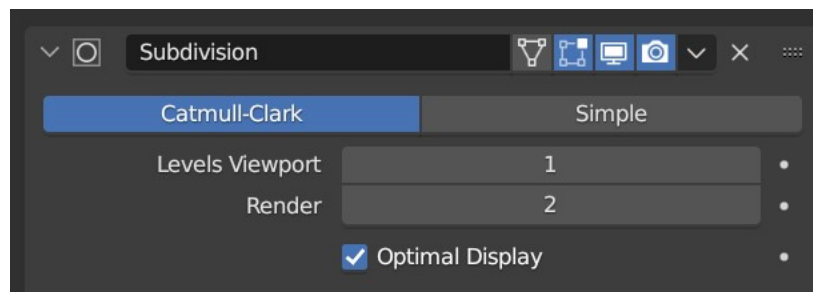 Subdivision
Catmull-Clark Simple
Levels Viewport 1
Render 2
Optimal Display